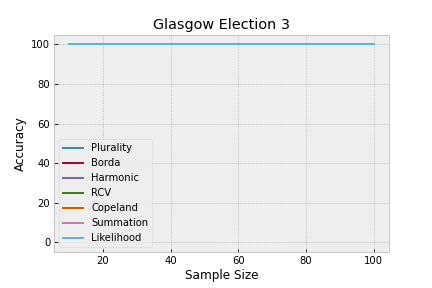 Glasgow Election 3
100
80
60
40
20
0
Accuracy
Plurality
Borda
Harmonic
RCV
Copeland
Summation
Likelihood
20 40 60 80 100
Sample Size